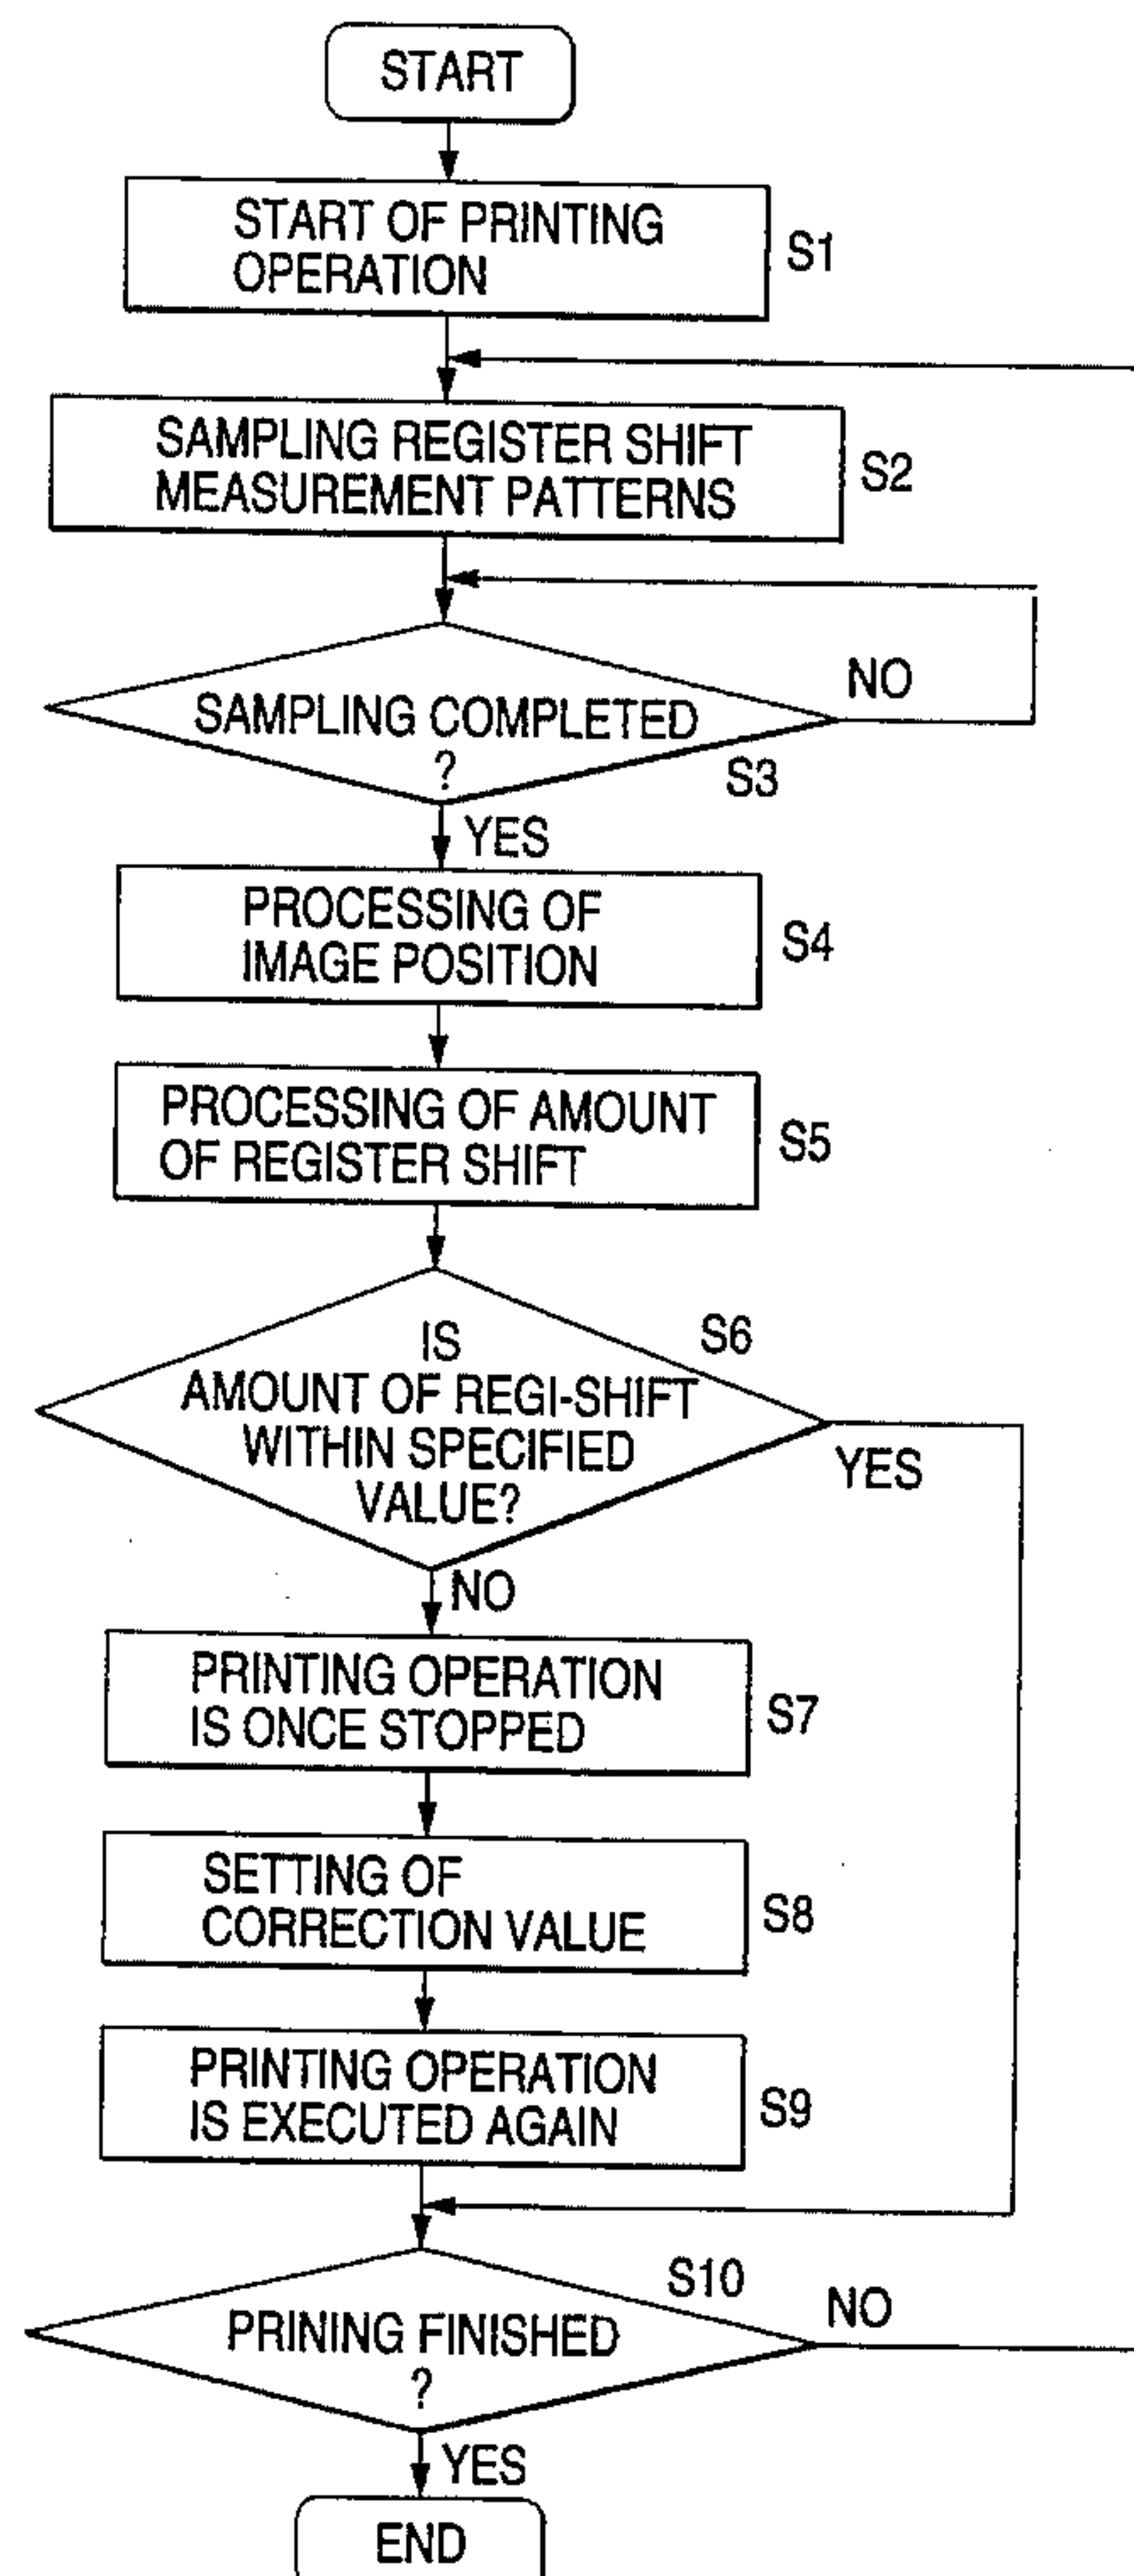 START
START OF PRINTING
OPERATION
S1
SAMPLING REGISTER SHIFT
MEASUREMENT PATTERNS
S2
SAMPLING COMPLETED
?
NO
S3
YES
PROCESSING OF
IMAGE POSITION
S4
PROCESSING OF AMOUNT
OF REGISTER SHIFT
S5
IS
AMOUNT OF REGI-SHIFT
WITHIN SPECIFIED
VALUE?
S6
YES
NO
PRINTING OPERATION
IS ONCE STOPPED
S7
SETTING OF
CORRECTION VALUE
S8
PRINTING OPERATION
IS EXECUTED AGAIN
S9
S10
PRINING FINISHED
?
NO
YES
END